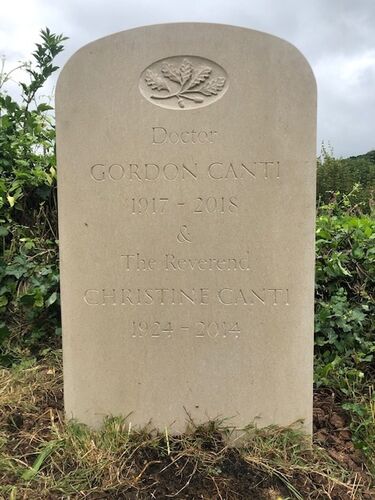 Doctor
GORDON CANTI
1917 - 2018
&
The Reverend
CHRISTINE CANTI
1924 - 2014